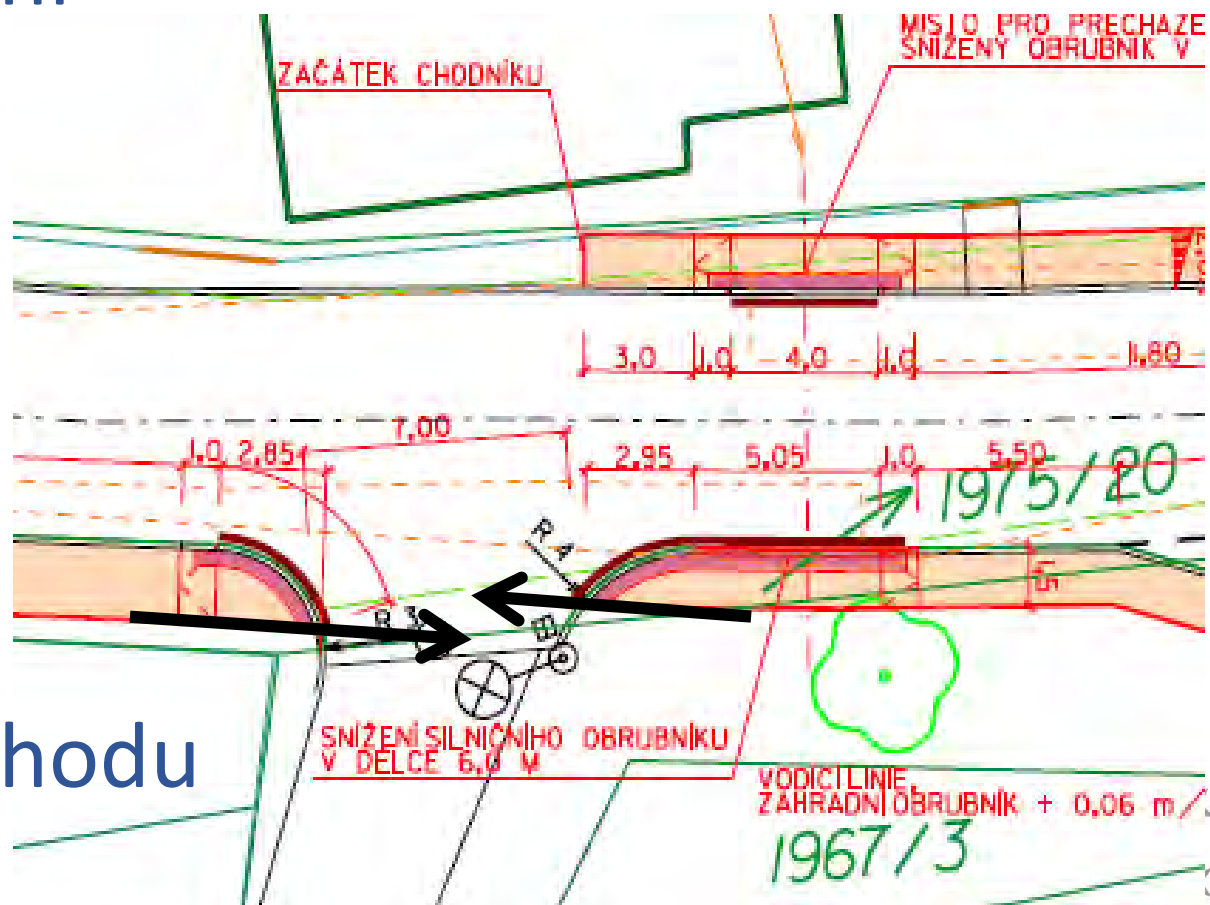 ZAČÁTEK CHODNÍKU
MÍSTO PRO PRECHAZE
SNÍŽENÝ OBRUBNÍK V
3,0 1,0 4,0 1,0 1,80
7,00
1,0 2,85 2,95 5,05 1,0 5,50
1975/20
R 4
R
SNÍŽENÍ SILNIČNÍHO OBRUBNÍKU
V DÉLCE 6,0 M
hodu
VODÍCÍ LINIE,
ZAHRADNÍ OBRUBNÍK + 0,06 m/
1967/3